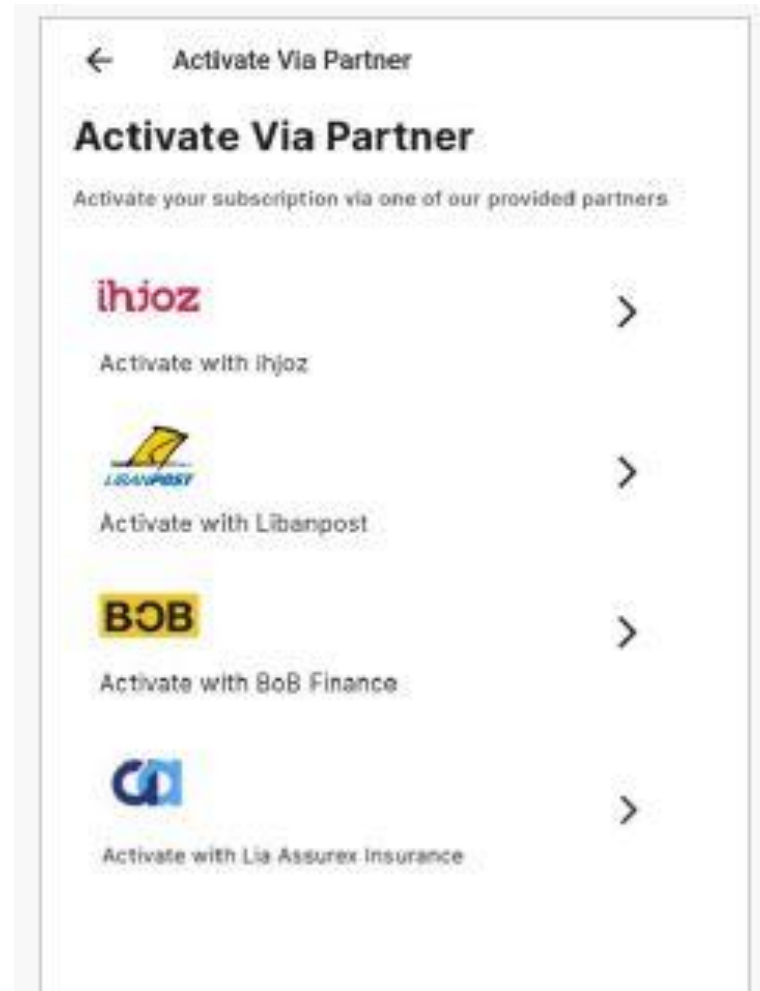 Activate Via Partner
Activate Via Partner
Activate your subscription via one of our provided partners
ihjoz
Activate with ihjoz
LIBANPOST
Activate with Libanpost
BOB
Activate with BoB Finance
Activate with Lia Assurex Insurance